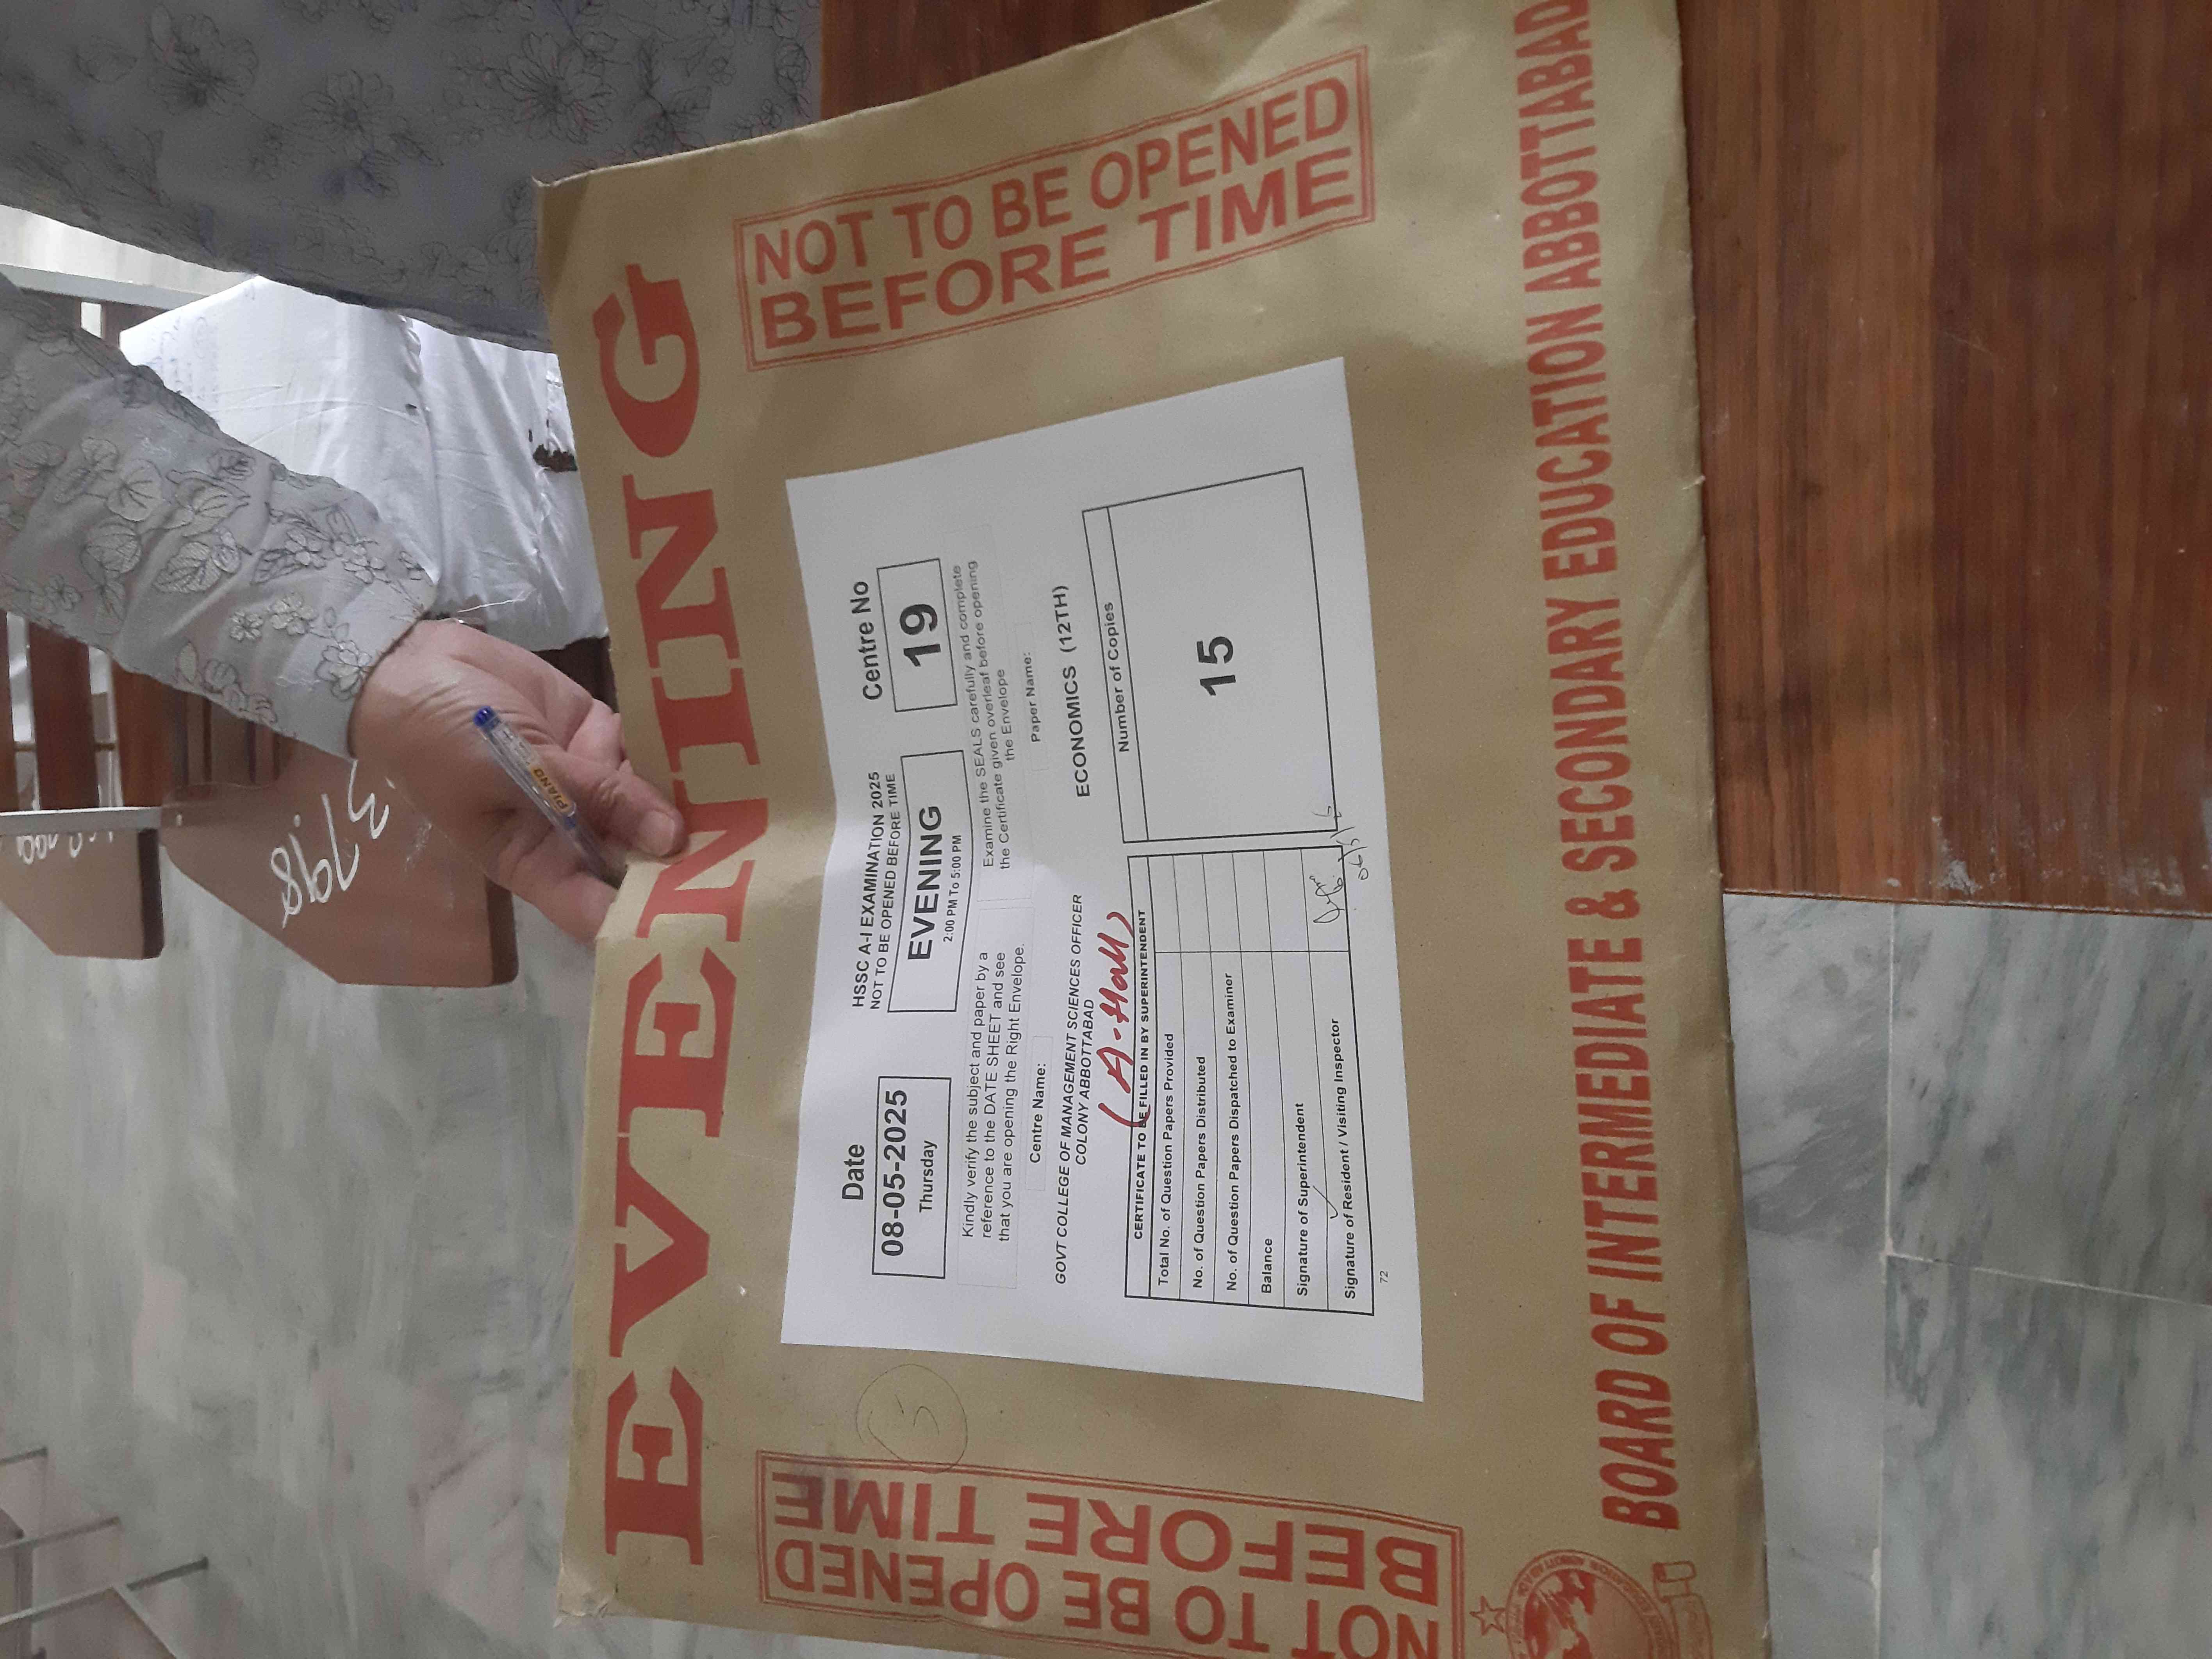 EVENING
NOT TO BE OPENED
BEFORE TIME
NOT TO BE OPENED
BEFORE TIME
HSSC A-I EXAMINATION 2025
NOT TO BE OPENED BEFORE TIME
Date
08-05-2025
Thursday
EVENING
2:00 PM To 5:00 PM
Centre No
19
Kindly verify the subject and paper by a
reference to the DATE SHEET and see
that you are opening the Right Envelope.
Examine the SEALS carefully and complete
the Certificate given overleaf before opening
the Envelope
Centre Name:
GOVT COLLEGE OF MANAGEMENT SCIENCES OFFICER
COLONY ABBOTTABAD
Paper Name:
ECONOMICS (12TH)
(A-Hall)
CERTIFICATE TO BE FILLED IN BY SUPERINTENDENT
Total No. of Question Papers Provided
No. of Question Papers Distributed
No. of Question Papers Dispatched to Examiner
Balance
Signature of Superintendent
Signature of Resident / Visiting Inspector
Number of Copies
15
72
BOARD OF INTERMEDIATE & SECONDARY EDUCATION ABBOTTABAD
PIANO